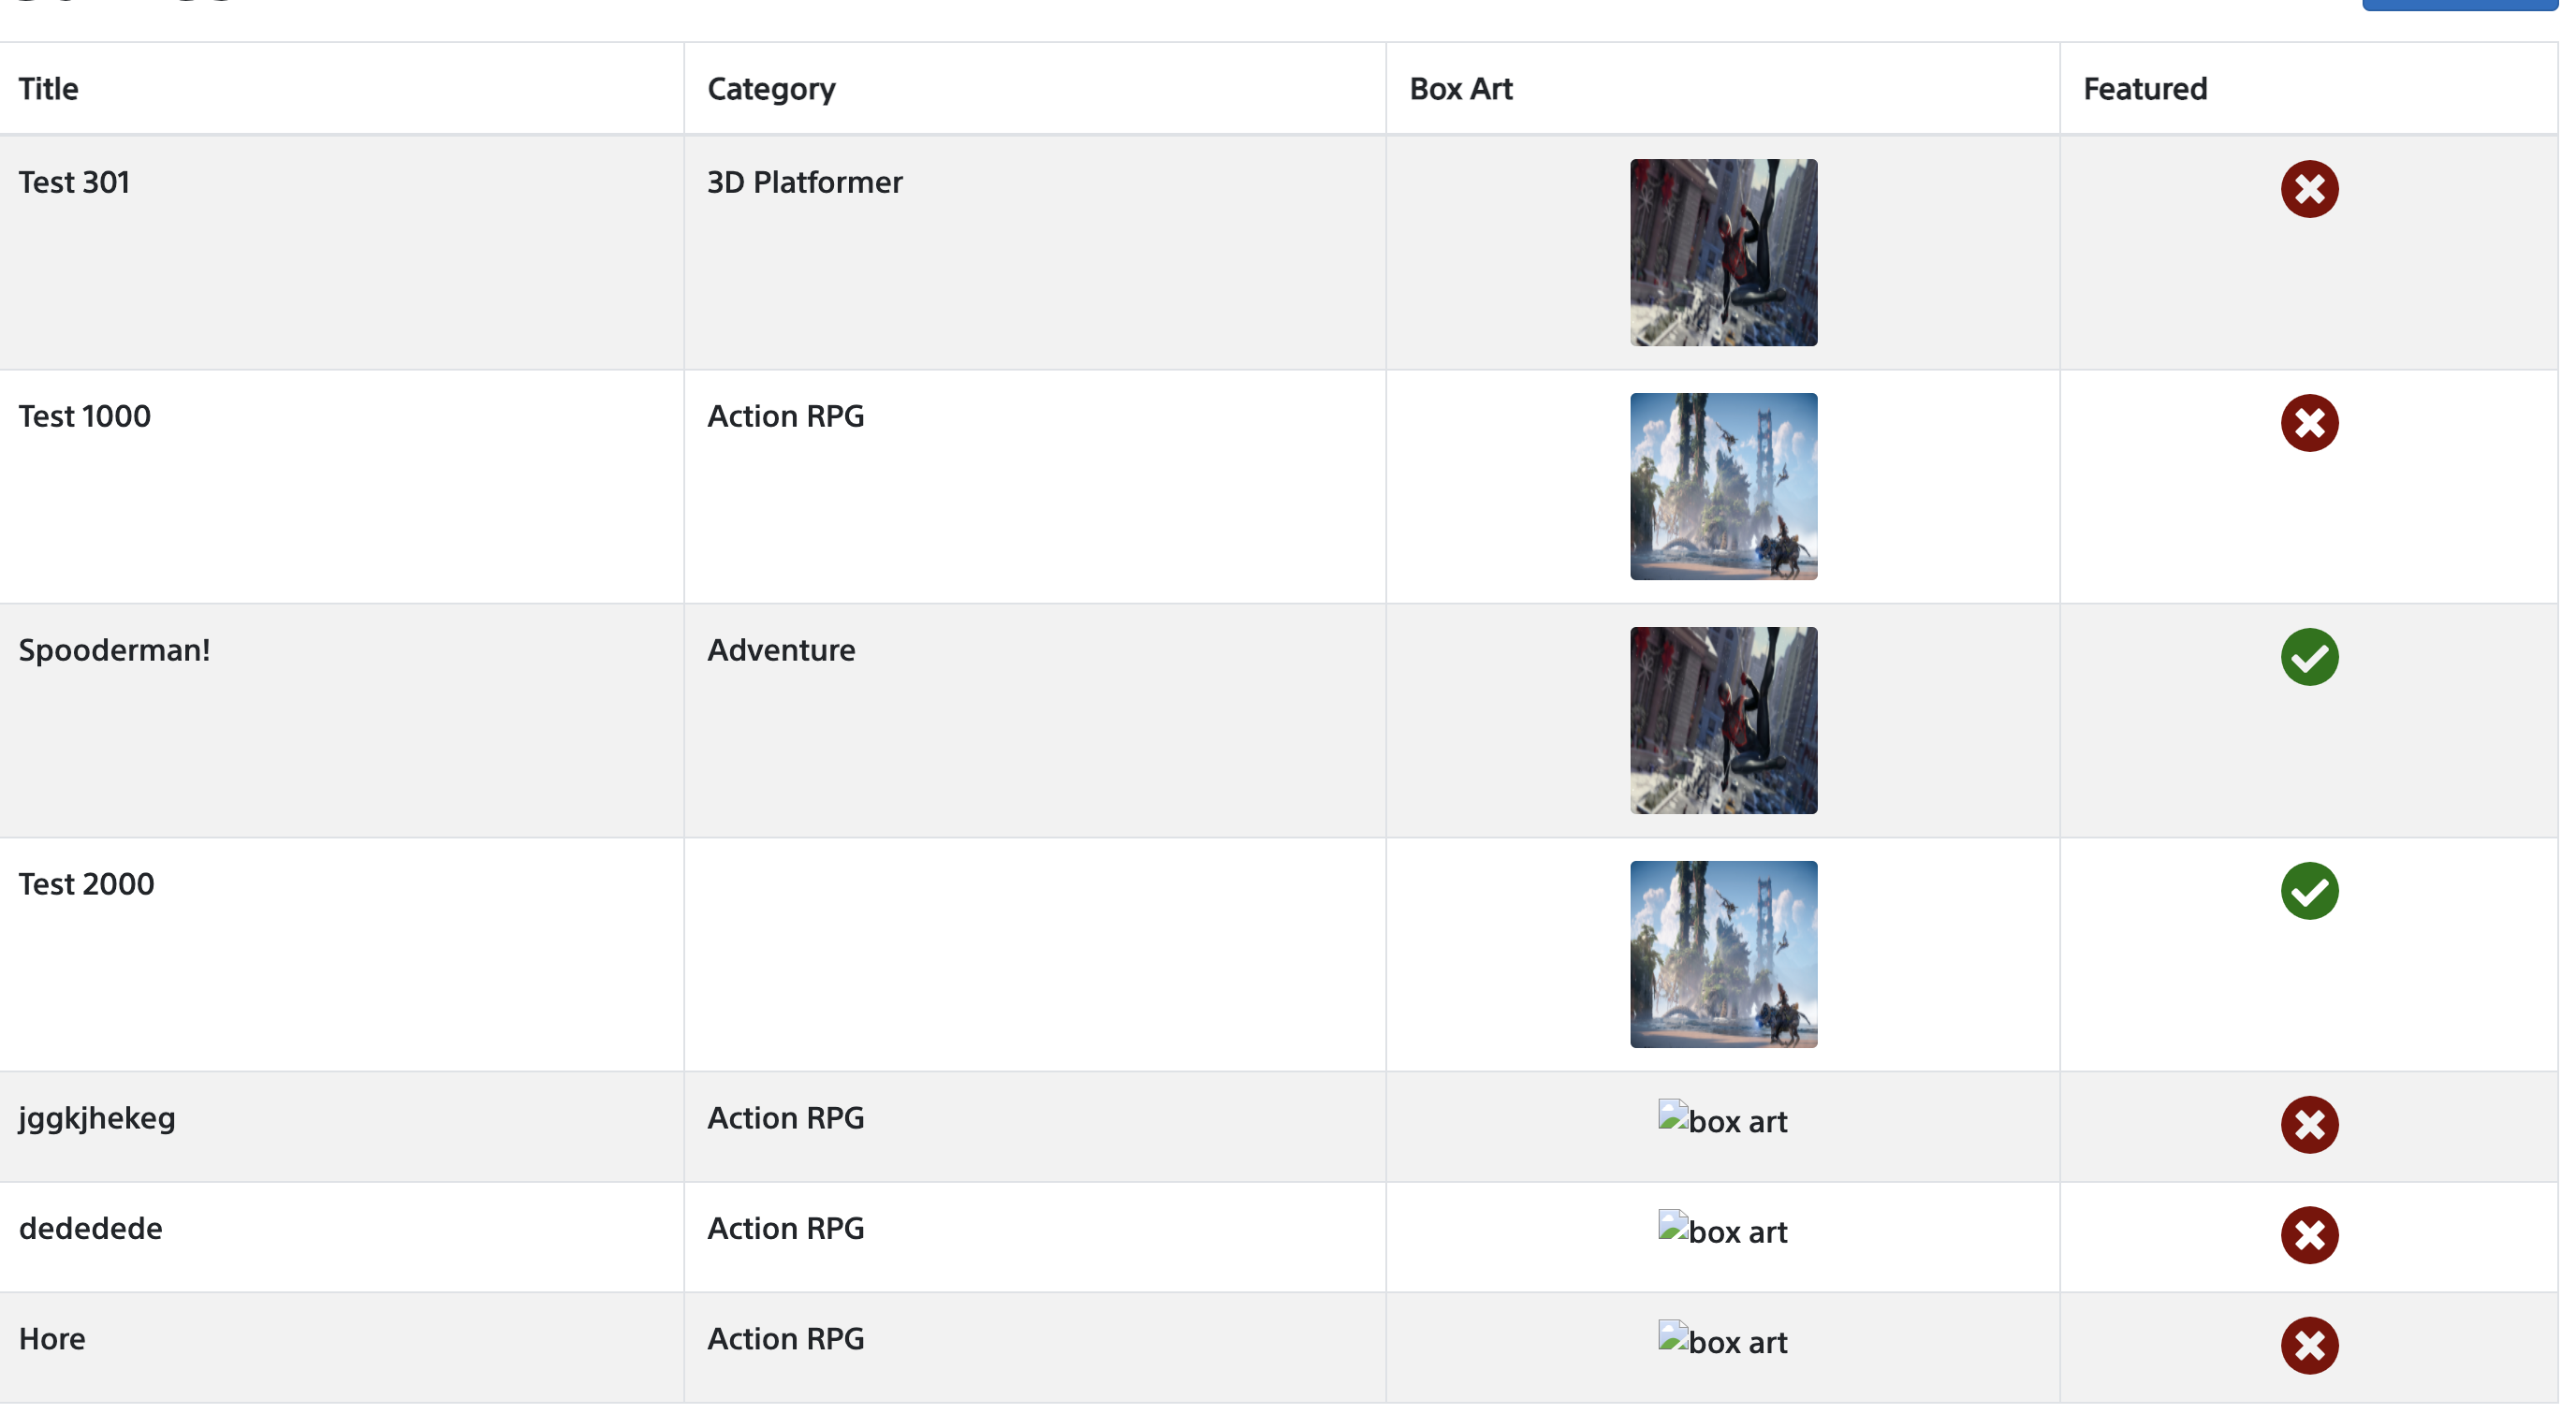 Title Category Box Art Featured
Test 301 3D Platformer
Test 1000 Action RPG
Spooderman! Adventure
Test 2000
jggkjhekeg Action RPG box art
dededede Action RPG box art
Hore Action RPG box art